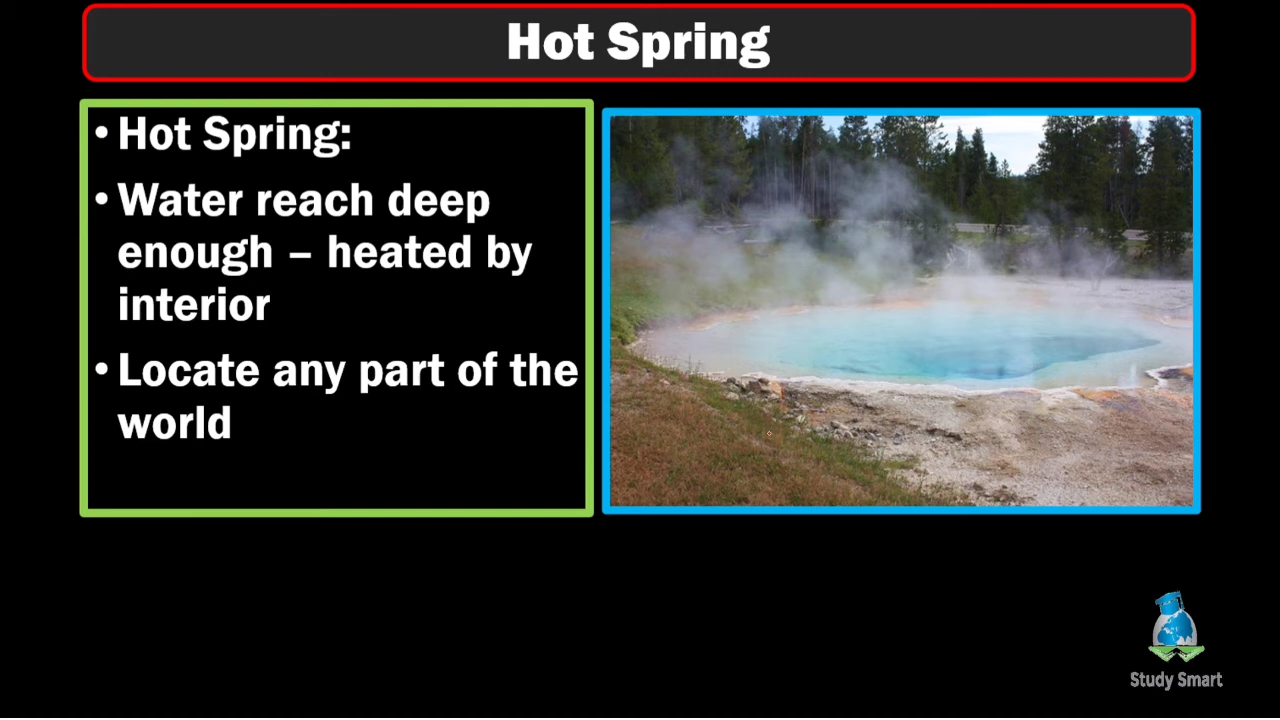 Hot Spring
• Hot Spring:
• Water reach deep
enough – heated by
interior
• Locate any part of the
world
Study Smart